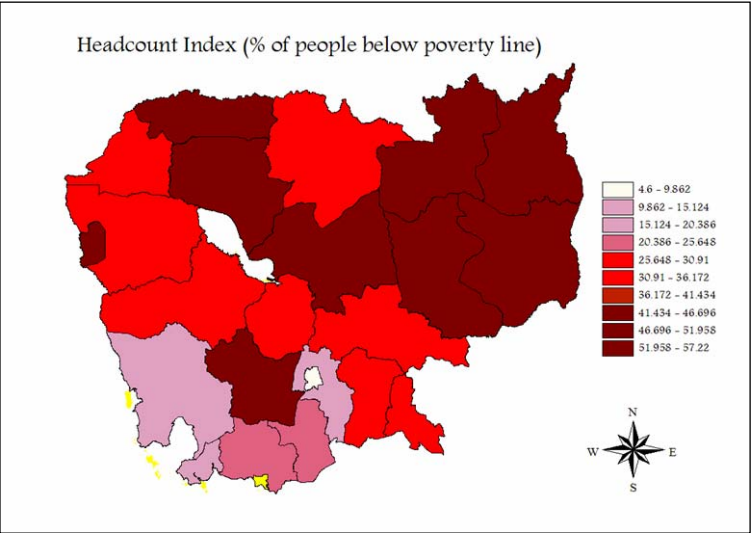 Headcount Index (% of people below poverty line)
4.6 - 9.862
9.862 - 15.124
15.124 - 20.386
20.386 - 25.648
25.648 - 30.91
30.91 - 36.172
36.172 - 41.434
41.434 - 46.696
46.696 - 51.958
51.958 - 57.22
N
W E
S